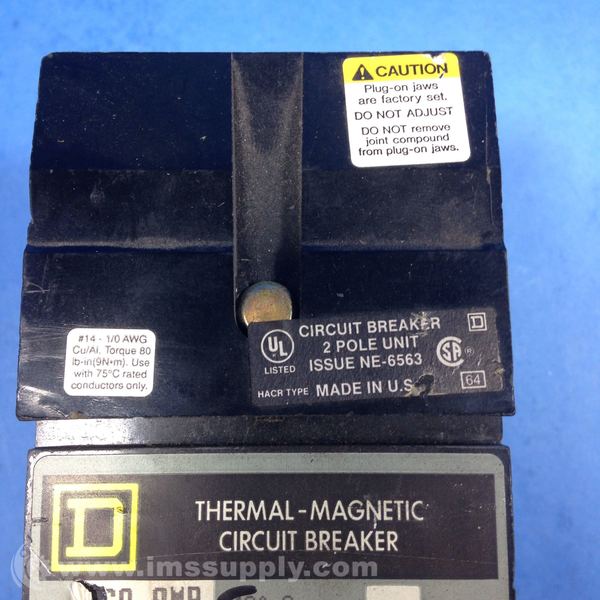 CAUTION
Plug-on jaws
are factory set.
DO NOT ADJUST
DO NOT remove
joint compound
from plug-on jaws.
#14 - 1/0 AWG
Cu/Al, Torque 80
lb-in(9N•m). Use
with 75°C rated
conductors only.
UL
LISTED
HACR TYPE
CIRCUIT BREAKER
2 POLE UNIT
ISSUE NE-6563
MADE IN U.S.
SA
D
64
D
THERMAL-MAGNETIC
CIRCUIT BREAKER
60 AMP
© www.imssupply.com